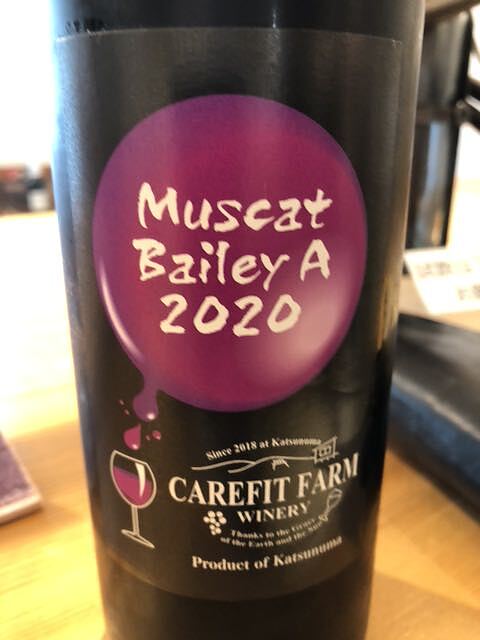 Muscat
Bailey A
2020
Since 2018 at Katsunuma
CAREFIT FARM
WINERY
Thanks to the Grace
of the Earth and the Sun
Product of Katsunuma